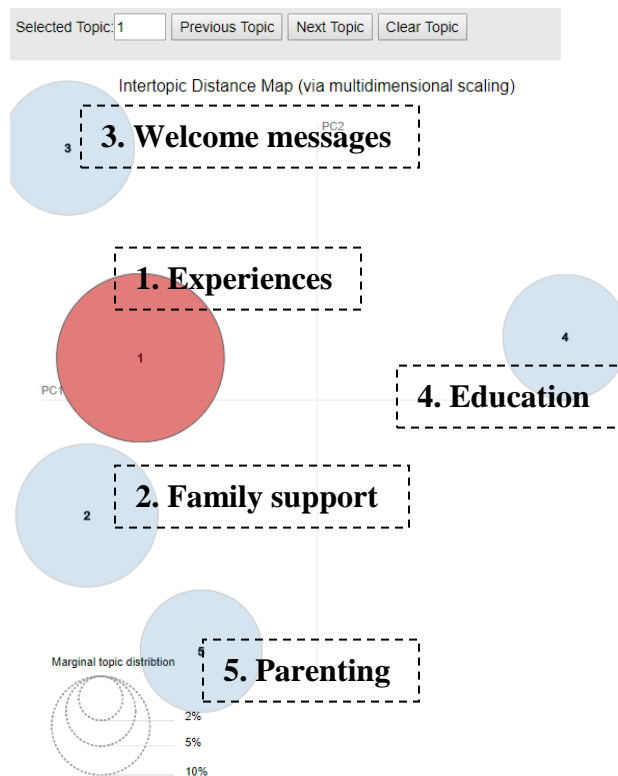 Selected Topic: 1 Previous Topic Next Topic Clear Topic
Intertopic Distance Map (via multidimensional scaling)
PC2
3 3. Welcome messages
1. Experiences
1
4
PC1
4. Education
2. Family support
2
5
5. Parenting
Marginal topic distribtion
2%
5%
10%